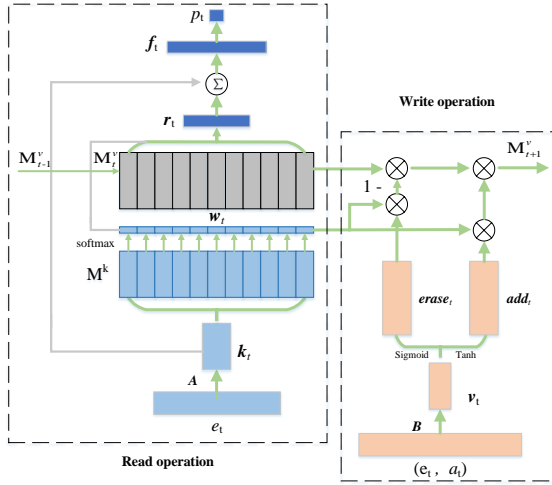 p_t
f_t
Σ
r_t
Write operation
M^v_{t-1}
M^v_t
M^v_{t+1}
1 -
w_t
softmax
M^k
erase_t
add_t
k_t
Sigmoid
Tanh
A
v_t
e_t
B
Read operation
(e_t , a_t)